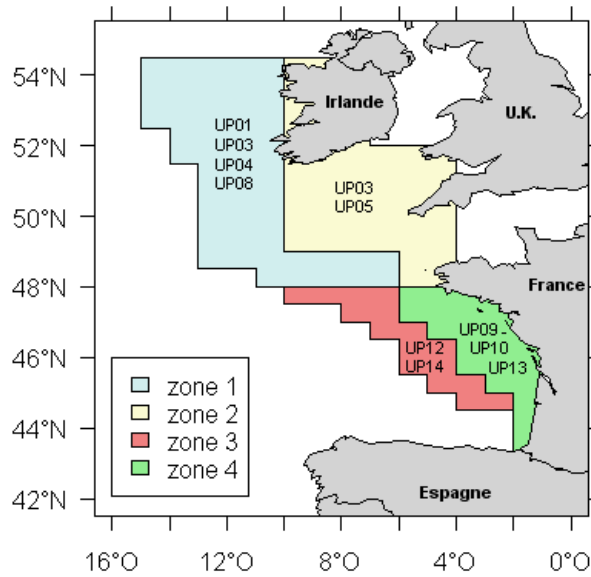 54°N
52°N
50°N
48°N
46°N
44°N
42°N
Irlande
U.K.
UP01
UP03
UP04
UP08
UP03
UP05
France
UP09
UP10
UP13
UP12
UP14
Espagne
zone 1
zone 2
zone 3
zone 4
16°O
12°O
8°O
4°O
0°O